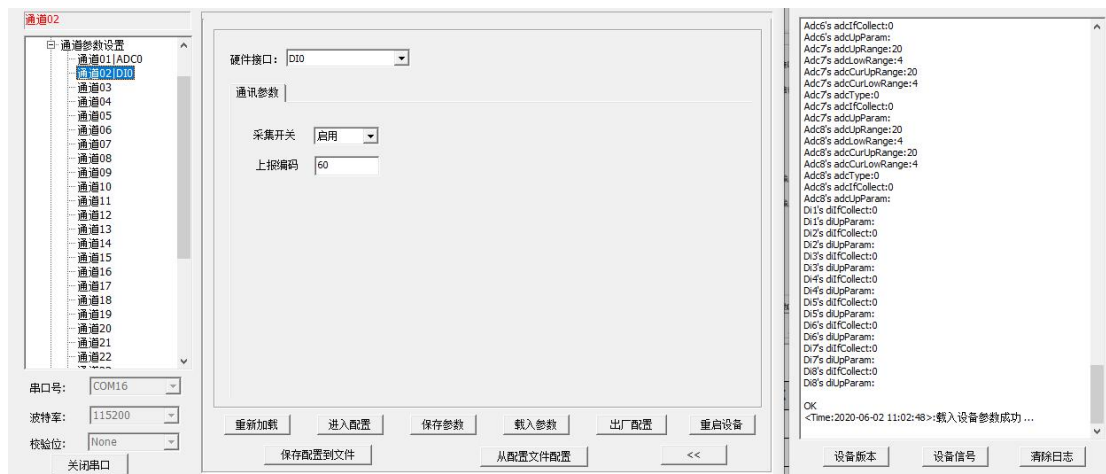 通道02
通道参数设置
通道01|ADC0
通道02|DI0
通道03
通道04
通道05
通道06
通道07
通道08
通道09
通道10
通道11
通道12
通道13
通道14
通道15
通道16
通道17
通道18
通道19
通道20
通道21
通道22
串口号: COM16
波特率: 115200
校验位: None
关闭串口
硬件接口: DI0
通讯参数
采集开关 启用
上报编码 60
重新加载 进入配置 保存参数 载入参数 出厂配置 重启设备
保存配置到文件 从配置文件配置 <<
Adc6's adcIfCollect:0
Adc6's adcUpParam:
Adc7's adcUpRange:20
Adc7's adcLowRange:4
Adc7's adcCurUpRange:20
Adc7's adcCurLowRange:4
Adc7's adcType:0
Adc7's adcIfCollect:0
Adc7's adcUpParam:
Adc8's adcUpRange:20
Adc8's adcLowRange:4
Adc8's adcCurUpRange:20
Adc8's adcCurLowRange:4
Adc8's adcType:0
Adc8's adcIfCollect:0
Adc8's adcUpParam:
Di1's diIfCollect:0
Di1's diUpParam:
Di2's diIfCollect:0
Di2's diUpParam:
Di3's diIfCollect:0
Di3's diUpParam:
Di4's diIfCollect:0
Di4's diUpParam:
Di5's diIfCollect:0
Di5's diUpParam:
Di6's diIfCollect:0
Di6's diUpParam:
Di7's diIfCollect:0
Di7's diUpParam:
Di8's diIfCollect:0
Di8's diUpParam:
OK
<Time:2020-06-02 11:02:48>:载入设备参数成功 ...
设备版本 设备信号 清除日志